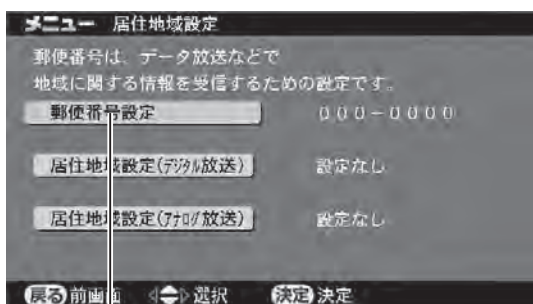 メニュー 居住地域設定
郵便番号は、データ放送などで
地域に関する情報を受信するための設定です。
郵便番号設定 000-0000
居住地域設定(デジタル放送) 設定なし
居住地域設定(アナログ放送) 設定なし
戻る 前画面 選択 決定 決定